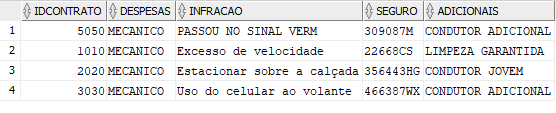 IDCONTRATO DESPESAS INFRACAO SEGURO ADICIONAIS
1 5050 MECANICO PASSOU NO SINAL VERM 309087M CONDUTOR ADICIONAL
2 1010 MECANICO Excesso de velocidade 22668CS LIMPEZA GARANTIDA
3 2020 MECANICO Estacionar sobre a calçada 356443HG CONDUTOR JOVEM
4 3030 MECANICO Uso do celular ao volante 466387WX CONDUTOR ADICIONAL